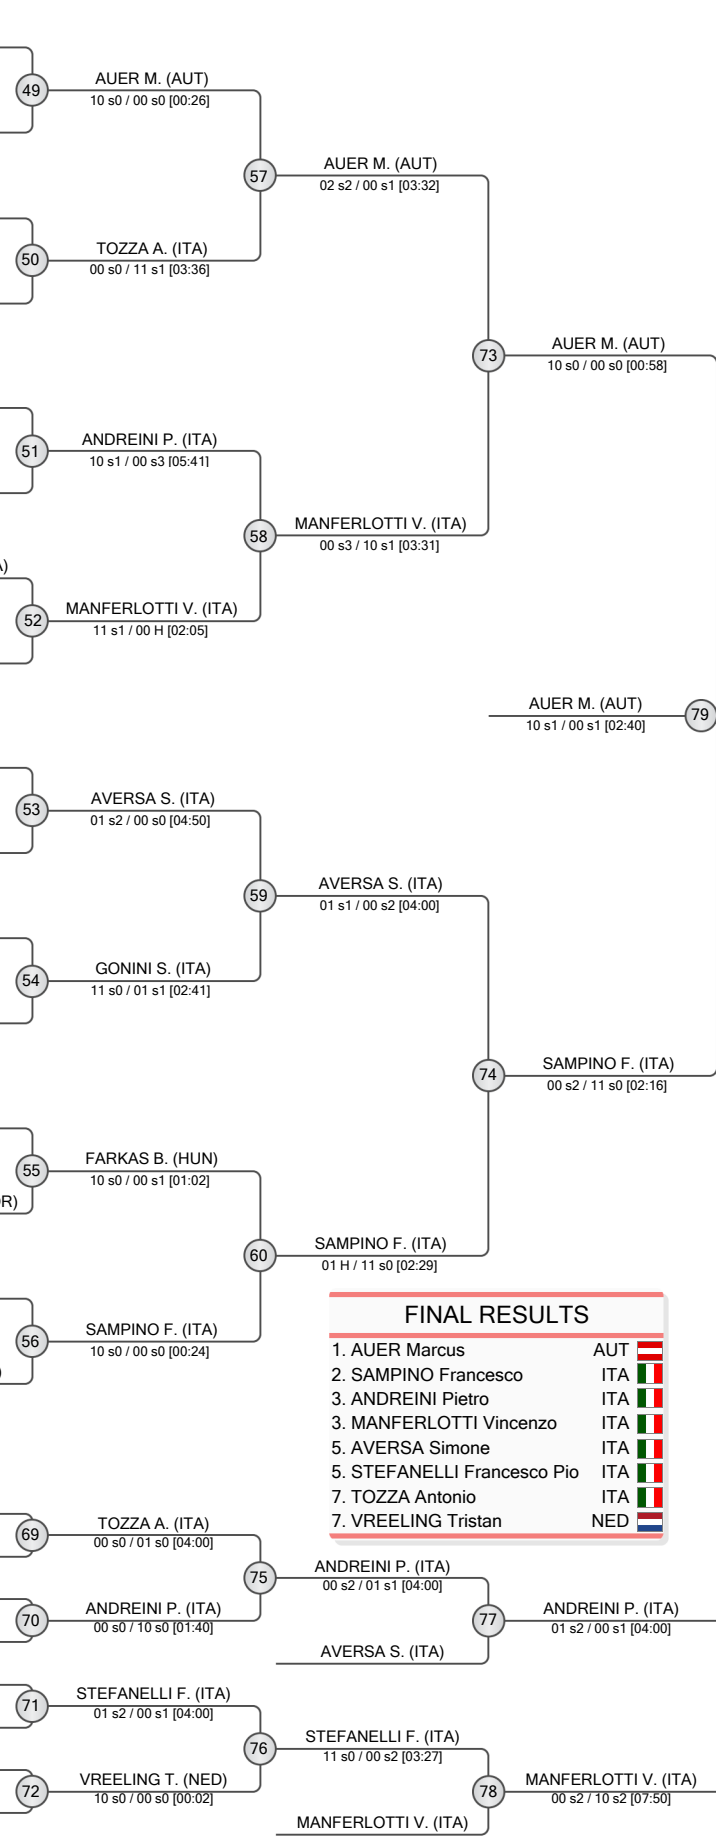 49
AUER M. (AUT)
10 s0 / 00 s0 [00:26]
57
AUER M. (AUT)
02 s2 / 00 s1 [03:32]
50
TOZZA A. (ITA)
00 s0 / 11 s1 [03:36]
73
AUER M. (AUT)
10 s0 / 00 s0 [00:58]
51
ANDREINI P. (ITA)
10 s1 / 00 s3 [05:41]
58
MANFERLOTTI V. (ITA)
00 s3 / 10 s1 [03:31]
A)
52
MANFERLOTTI V. (ITA)
11 s1 / 00 H [02:05]
AUER M. (AUT)
10 s1 / 00 s1 [02:40]
79
53
AVERSA S. (ITA)
01 s2 / 00 s0 [04:50]
59
AVERSA S. (ITA)
01 s1 / 00 s2 [04:00]
54
GONINI S. (ITA)
11 s0 / 01 s1 [02:41]
74
SAMPINO F. (ITA)
00 s2 / 11 s0 [02:16]
55
FARKAS B. (HUN)
10 s0 / 00 s1 [01:02]
R)
60
SAMPINO F. (ITA)
01 H / 11 s0 [02:29]
56
SAMPINO F. (ITA)
10 s0 / 00 s0 [00:24]
)
FINAL RESULTS
1. AUER Marcus AUT
2. SAMPINO Francesco ITA
3. ANDREINI Pietro ITA
3. MANFERLOTTI Vincenzo ITA
5. AVERSA Simone ITA
5. STEFANELLI Francesco Pio ITA
7. TOZZA Antonio ITA
7. VREELING Tristan NED
69
TOZZA A. (ITA)
00 s0 / 01 s0 [04:00]
75
ANDREINI P. (ITA)
00 s2 / 01 s1 [04:00]
70
ANDREINI P. (ITA)
00 s0 / 10 s0 [01:40]
77
ANDREINI P. (ITA)
01 s2 / 00 s1 [04:00]
AVERSA S. (ITA)
71
STEFANELLI F. (ITA)
01 s2 / 00 s1 [04:00]
76
STEFANELLI F. (ITA)
11 s0 / 00 s2 [03:27]
72
VREELING T. (NED)
10 s0 / 00 s0 [00:02]
78
MANFERLOTTI V. (ITA)
00 s2 / 10 s2 [07:50]
MANFERLOTTI V. (ITA)